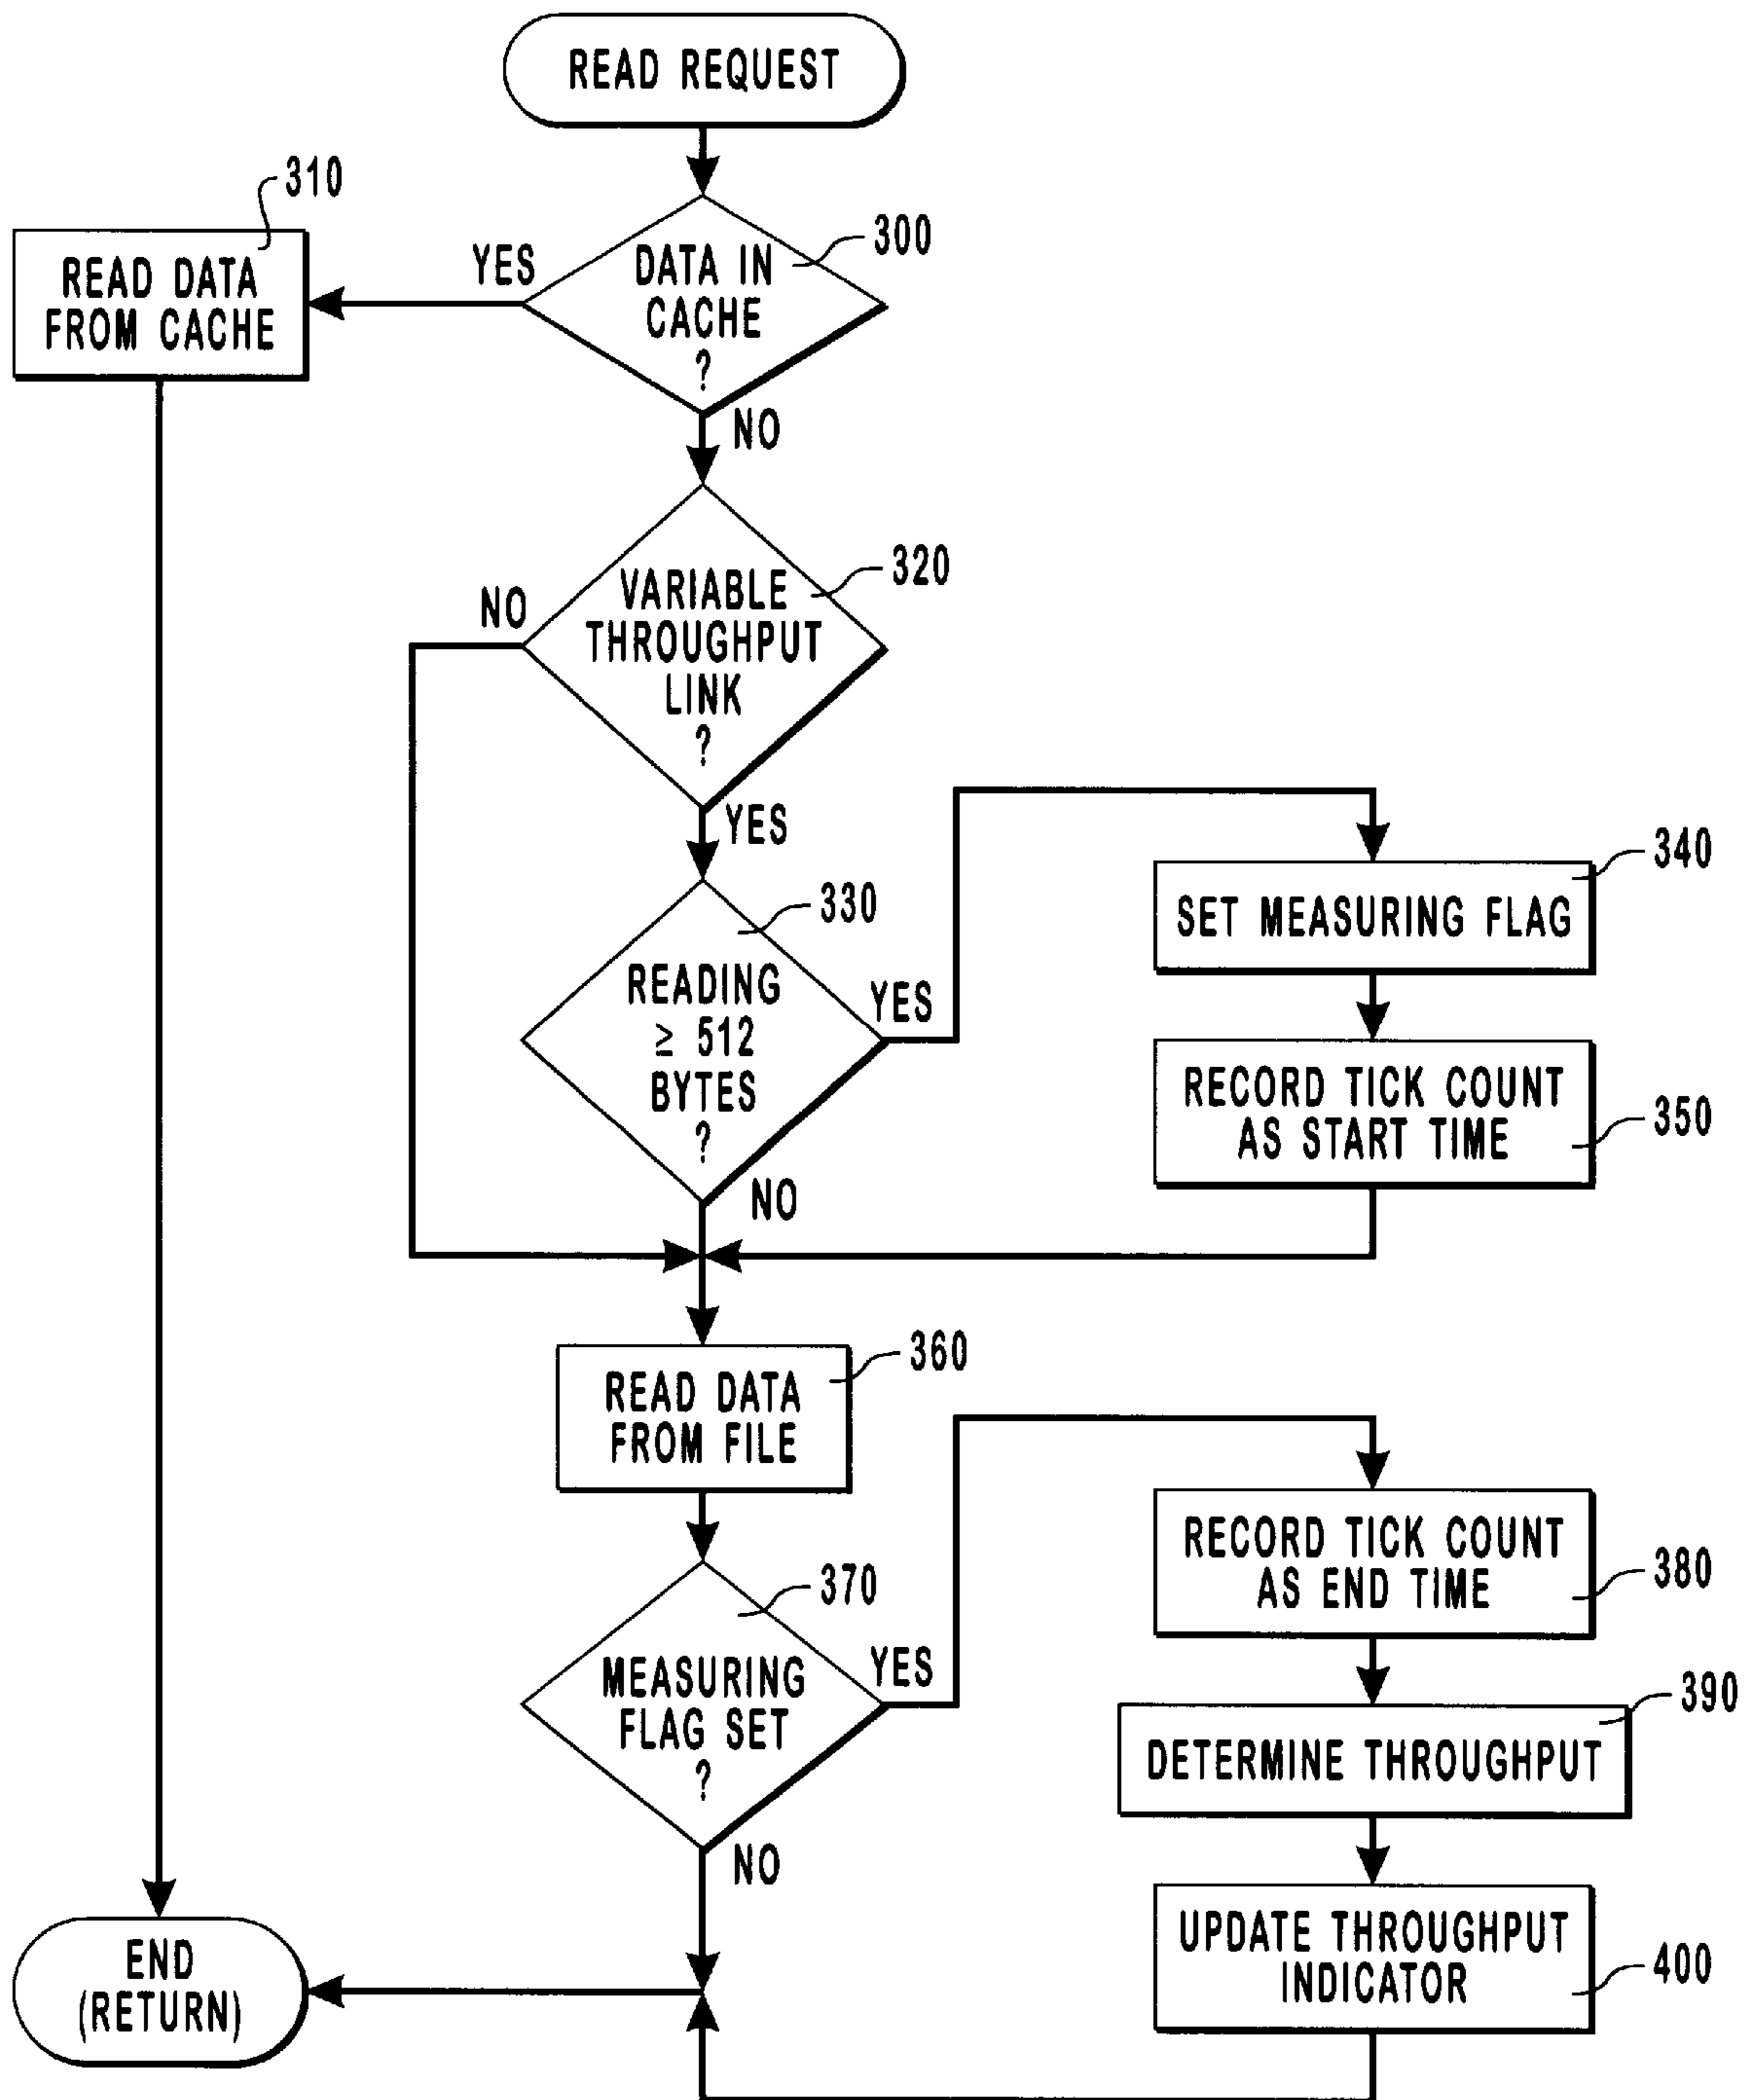 READ REQUEST
310
300
READ DATA
FROM CACHE
YES
DATA IN
CACHE
?
NO
320
NO
VARIABLE
THROUGHPUT
LINK
?
YES
330
READING
≥ 512
BYTES
?
YES
NO
340
SET MEASURING FLAG
RECORD TICK COUNT
AS START TIME
350
360
READ DATA
FROM FILE
370
MEASURING
FLAG SET
?
YES
NO
RECORD TICK COUNT
AS END TIME
380
390
DETERMINE THROUGHPUT
UPDATE THROUGHPUT
INDICATOR
400
END
(RETURN)